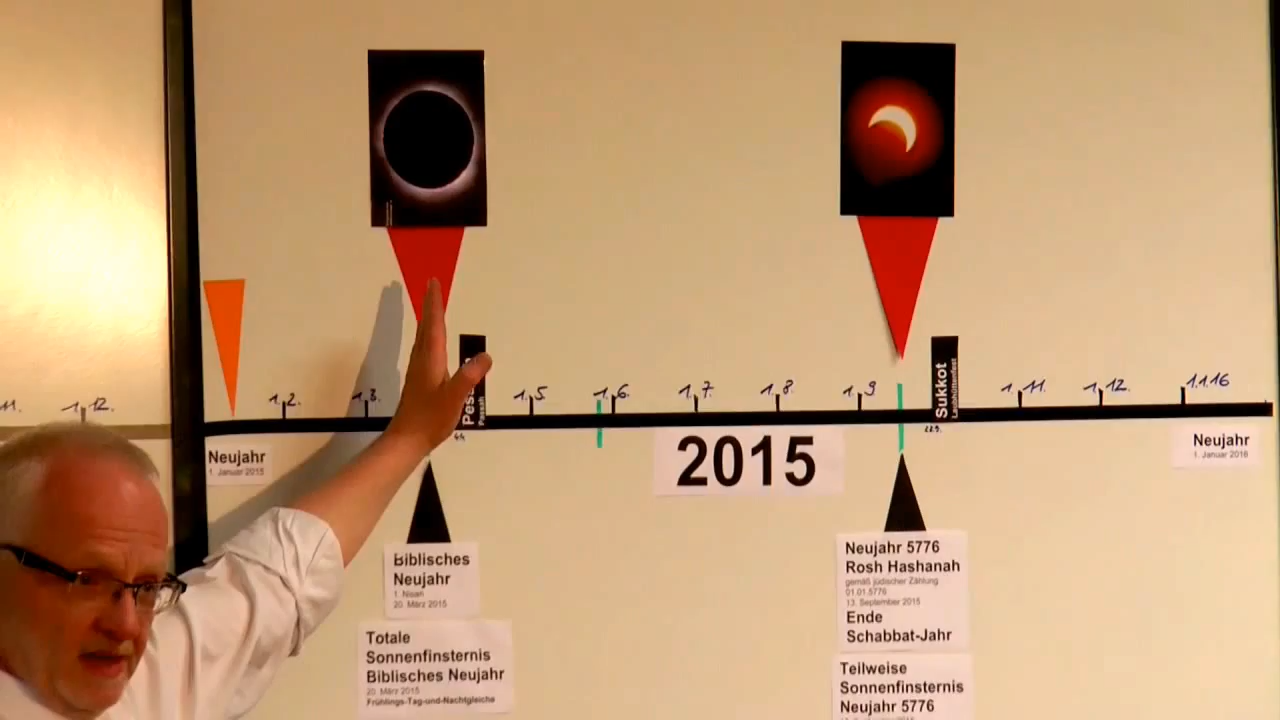 11.
1.12.
1.2.
1.3.
1.5.
1.6.
1.7.
1.8.
1.9
1.11.
1.12.
1.1.16
Passah
Sukkot
Laubhüttenfest
Neujahr
1. Januar 2015
2015
Neujahr
1. Januar 2016
Biblisches
Neujahr
1. Nisan
20. März 2015
Totale
Sonnenfinsternis
Biblisches Neujahr
20. März 2015
Frühlings-Tag-und-Nachtgleiche
Neujahr 5776
Rosh Hashanah
gemäß jüdischer Zählung
01.01.5776
13. September 2015
Ende
Schabbat-Jahr
Teilweise
Sonnenfinsternis
Neujahr 5776